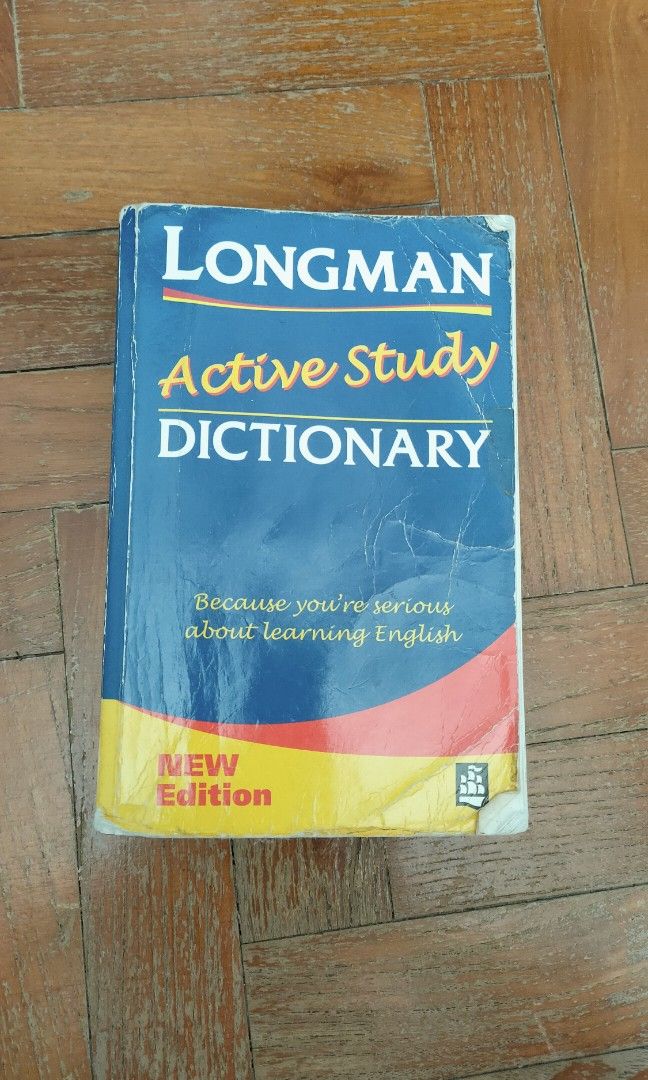 LONGMAN
Active Study
DICTIONARY
Because you're serious
about learning English
NEW
Edition